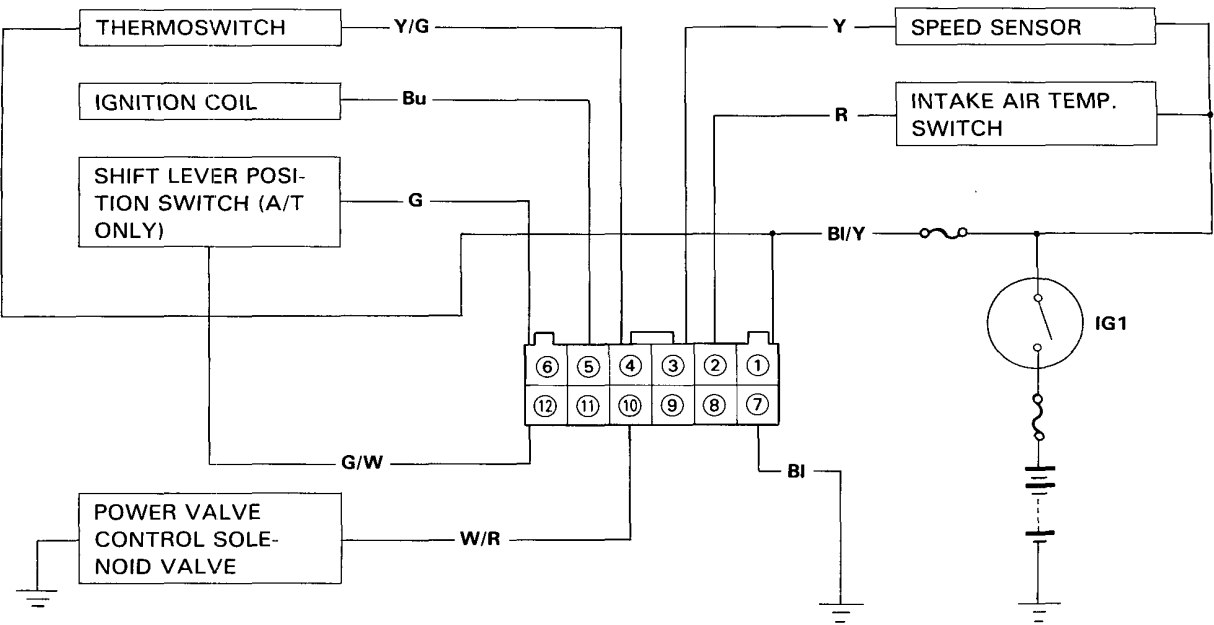 THERMOSWITCH
Y/G
Y
SPEED SENSOR
IGNITION COIL
Bu
R
INTAKE AIR TEMP.
SWITCH
SHIFT LEVER POSI-
TION SWITCH (A/T
ONLY)
G
Bl/Y
IG1
6 5 4 3 2 1
12 11 10 9 8 7
G/W
Bl
POWER VALVE
CONTROL SOLE-
NOID VALVE
W/R